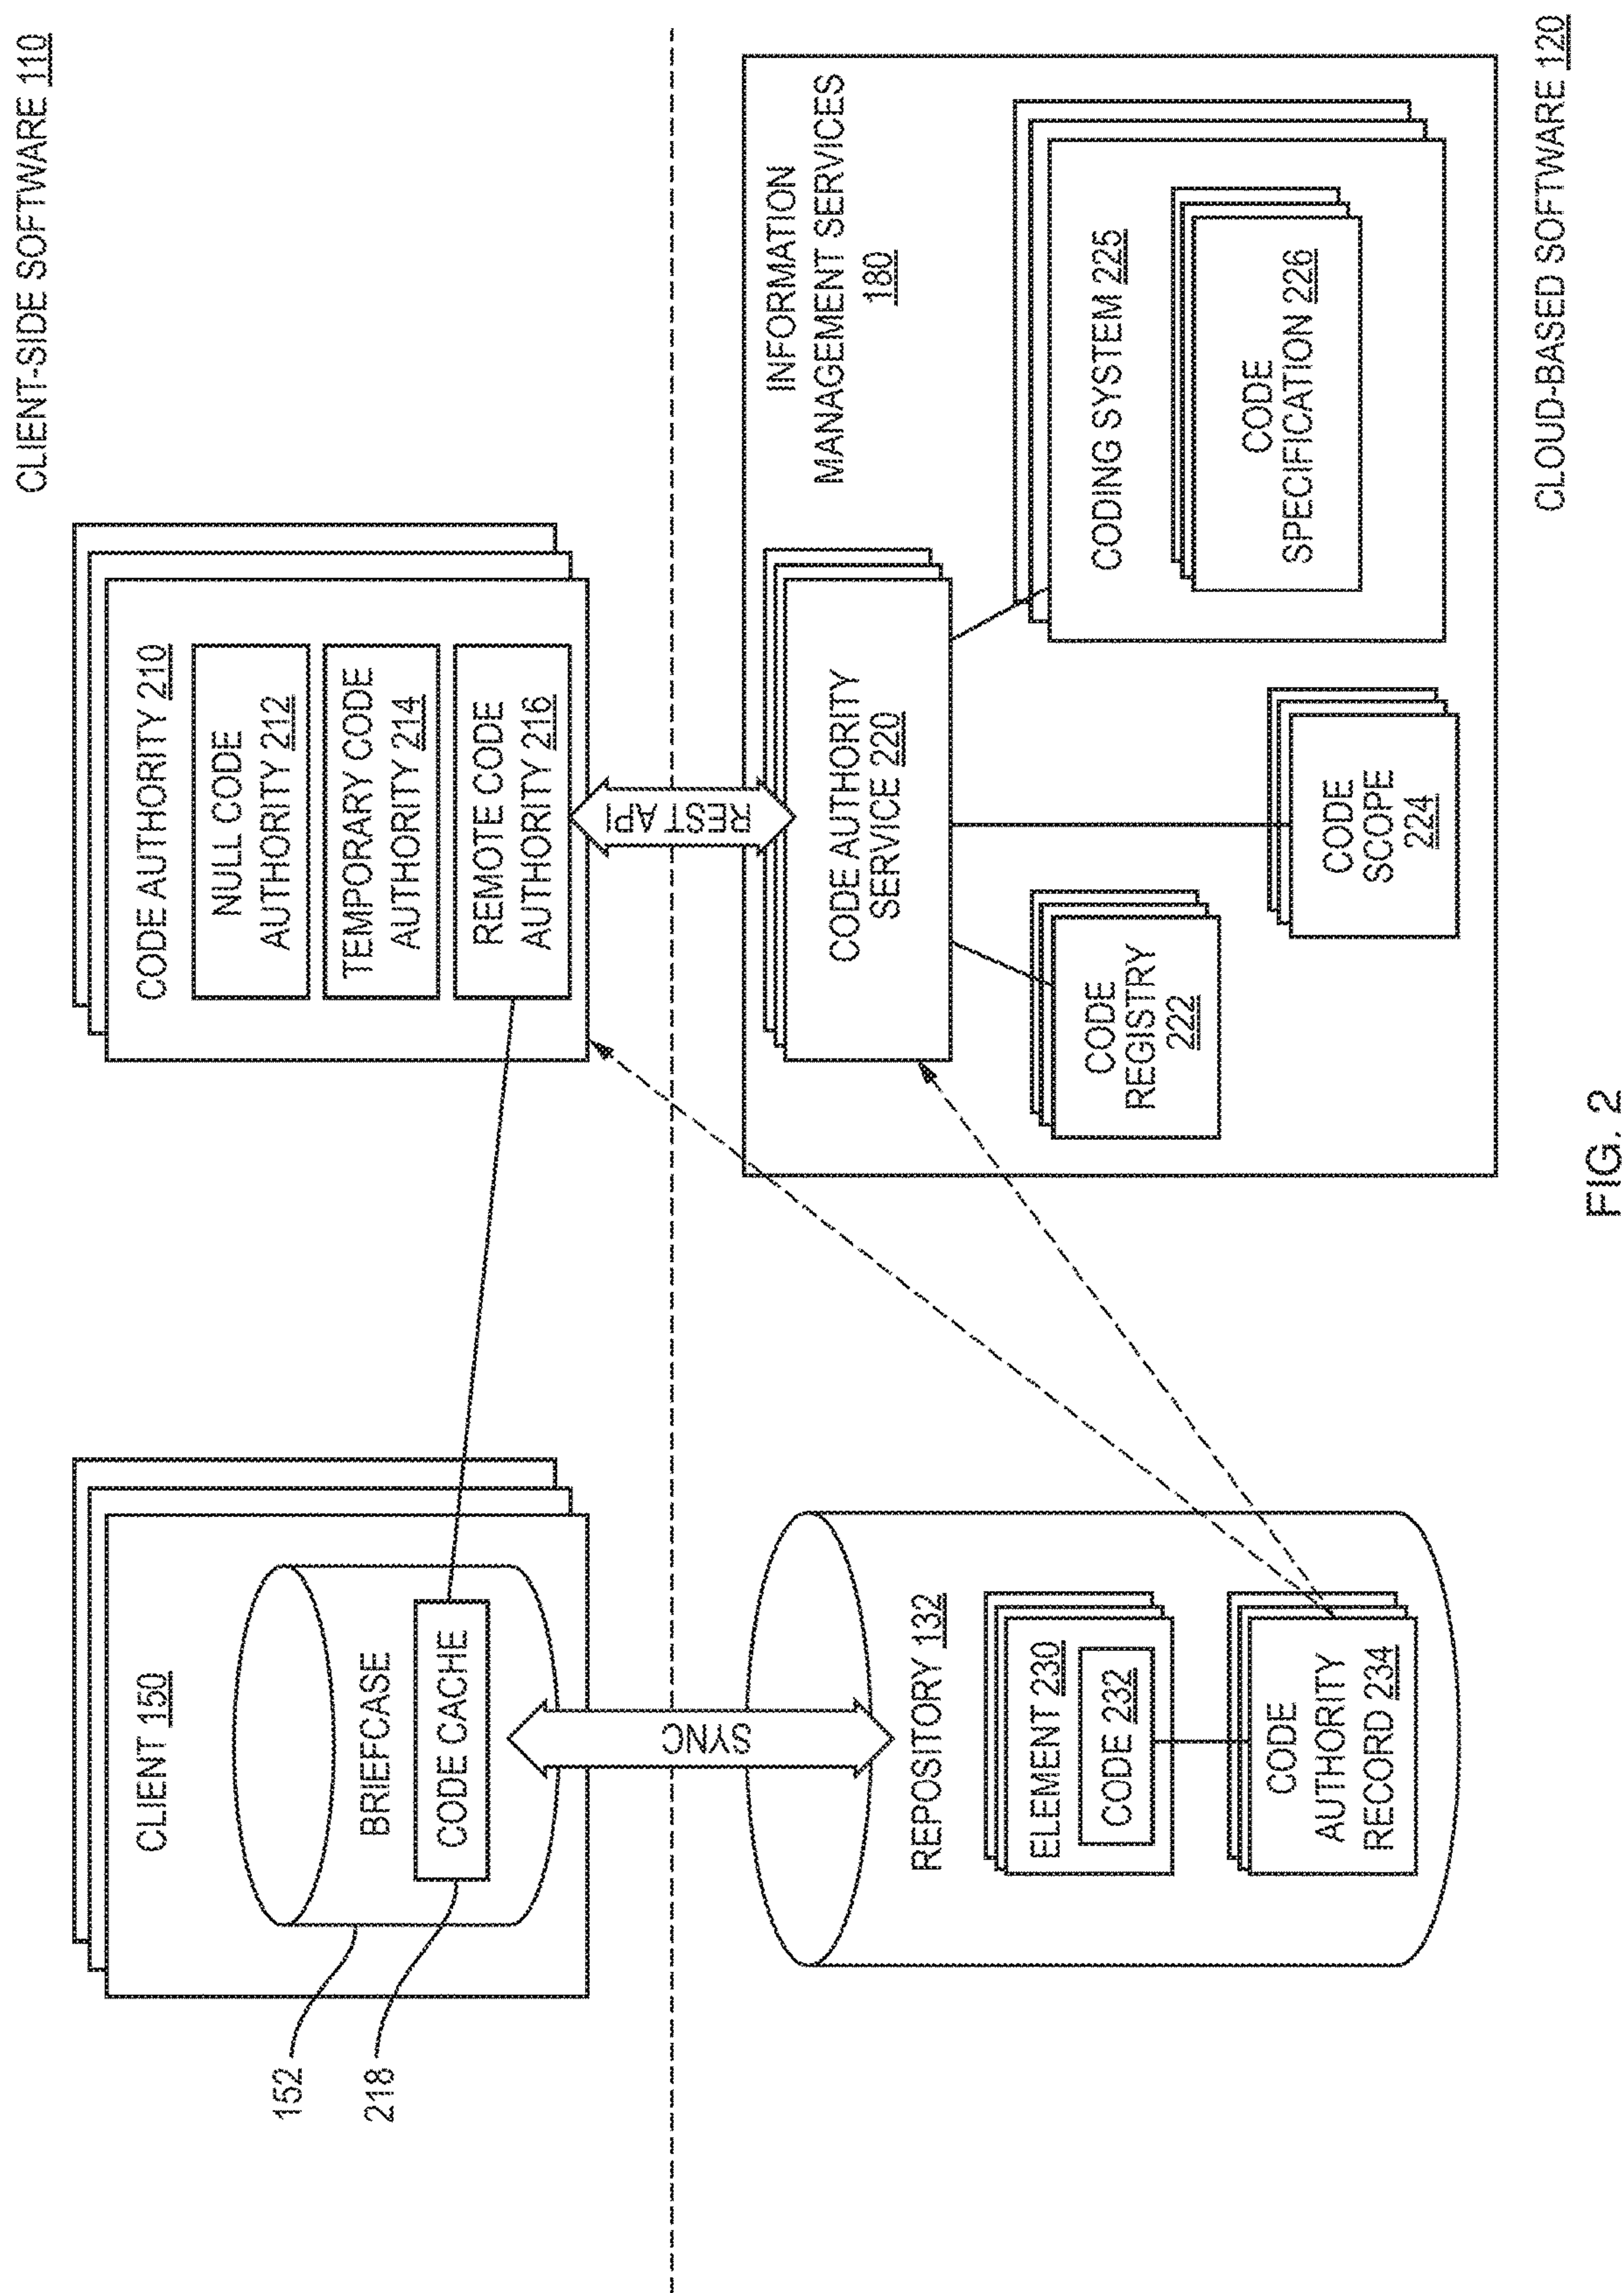 CLIENT-SIDE SOFTWARE 110
CLIENT 150
BRIEFCASE
CODE CACHE
152
218
CODE AUTHORITY 210
NULL CODE
AUTHORITY 212
TEMPORARY CODE
AUTHORITY 214
REMOTE CODE
AUTHORITY 216
SYNC
REST API
REPOSITORY 132
ELEMENT 230
CODE 232
CODE
AUTHORITY
RECORD 234
INFORMATION
MANAGEMENT SERVICES
180
CODE AUTHORITY
SERVICE 220
CODE
REGISTRY
222
CODE
SCOPE
224
CODING SYSTEM 225
CODE
SPECIFICATION 226
CLOUD-BASED SOFTWARE 120
FIG. 2